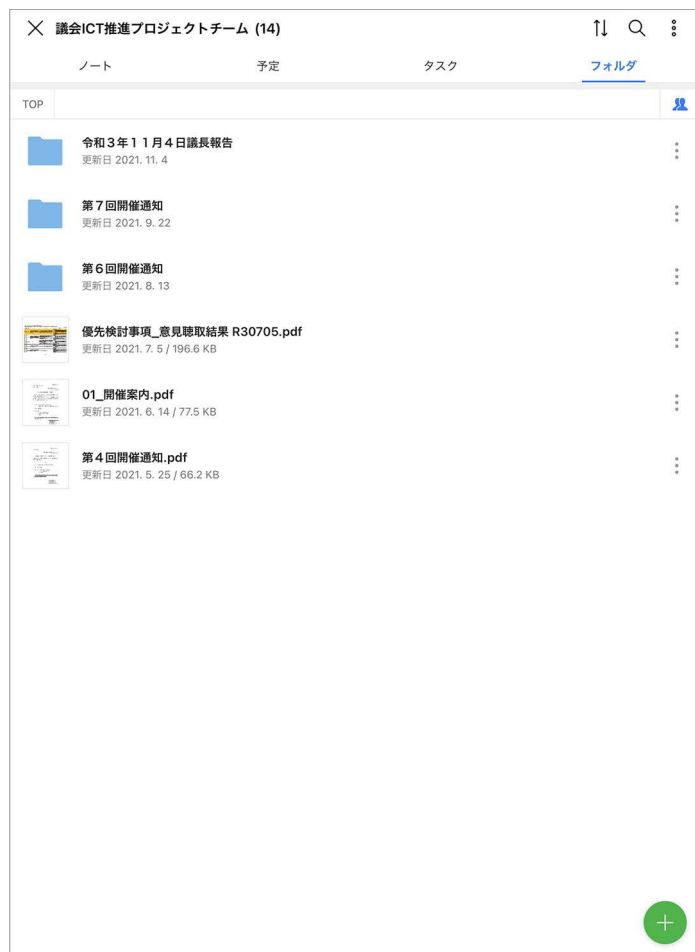 議会ICT推進プロジェクトチーム (14)
ノート 予定 タスク フォルダ
TOP
令和３年１１月４日議長報告
更新日 2021. 11. 4
第７回開催通知
更新日 2021. 9. 22
第６回開催通知
更新日 2021. 8. 13
優先検討事項_意見聴取結果 R30705.pdf
更新日 2021. 7. 5 / 196.6 KB
01_開催案内.pdf
更新日 2021. 6. 14 / 77.5 KB
第４回開催通知.pdf
更新日 2021. 5. 25 / 66.2 KB